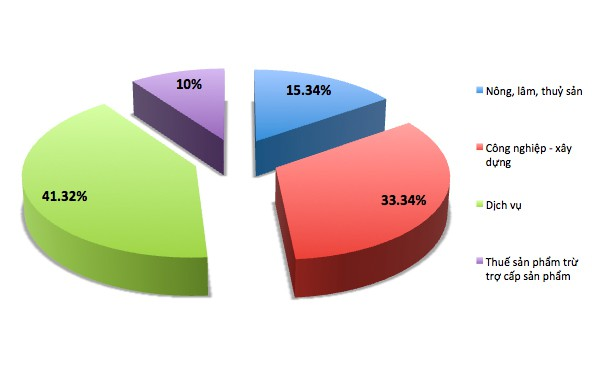 10%
15.34%
41.32%
33.34%
Nông, lâm, thuỷ sản
Công nghiệp - xây
dựng
Dịch vụ
Thuế sản phẩm trừ
trợ cấp sản phẩm